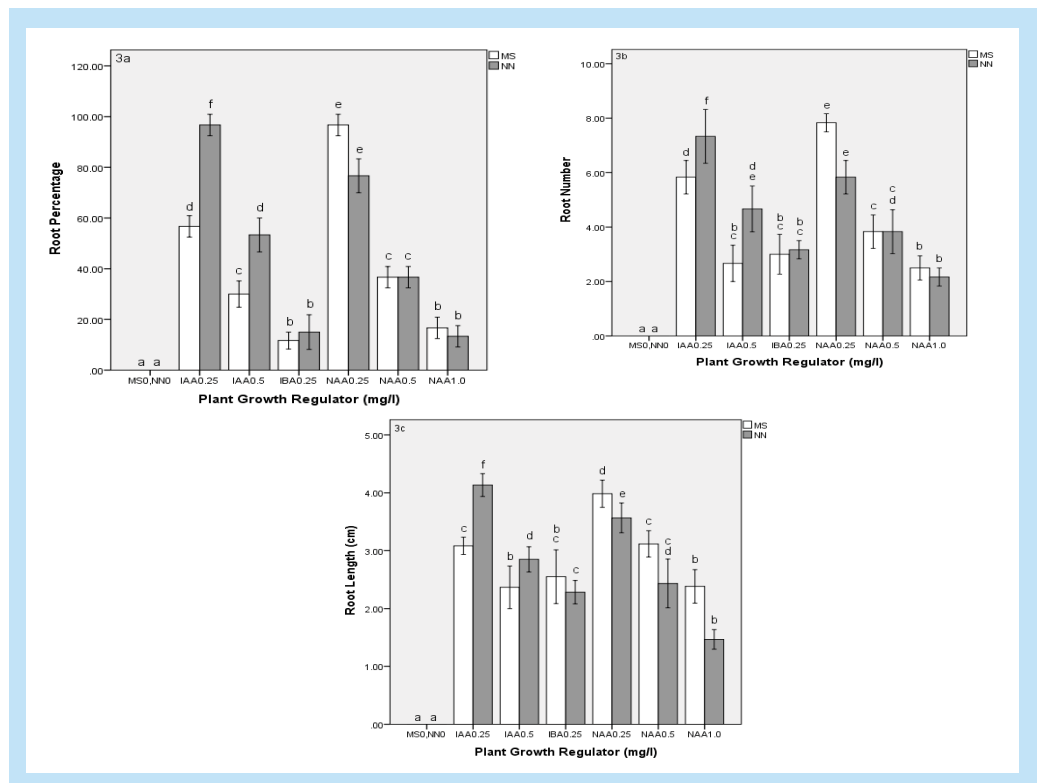 3a
MS
NN
120.00
100.00
80.00
60.00
40.00
20.00
.00
Root Percentage
a a
d f
c d
b b
e e
c c
b b
MS0,NN0 IAA0.25 IAA0.5 IBA0.25 NAA0.25 NAA0.5 NAA1.0
Plant Growth Regulator (mg/l)
3b
MS
NN
10.00
8.00
6.00
4.00
2.00
.00
Root Number
a a
d f
b c d e
b c b c
e e
c c d
b b
MS0,NN0 IAA0.25 IAA0.5 IBA0.25 NAA0.25 NAA0.5 NAA1.0
Plant Growth Regulator (mg/l)
3c
MS
NN
5.00
4.00
3.00
2.00
1.00
.00
Root Length (cm)
a a
c f
b d
b c c
d e
c c d
b b
MS0,NN0 IAA0.25 IAA0.5 IBA0.25 NAA0.25 NAA0.5 NAA1.0
Plant Growth Regulator (mg/l)